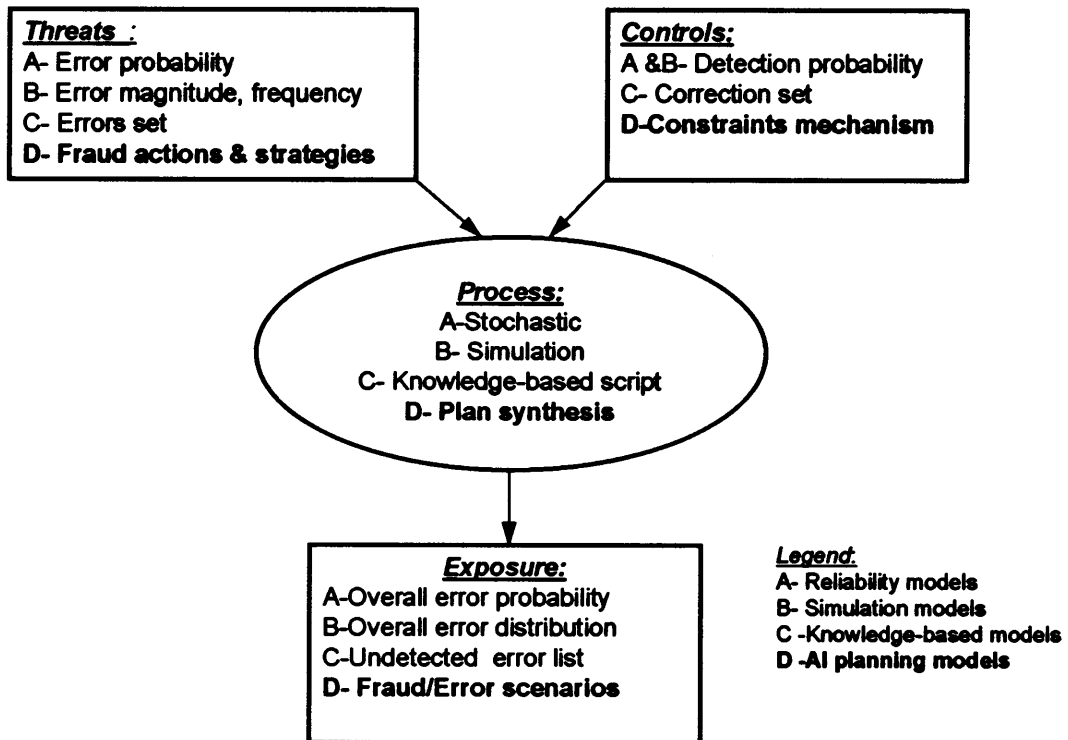 Threats :
A- Error probability
B- Error magnitude, frequency
C- Errors set
D- Fraud actions & strategies
Controls:
A &B- Detection probability
C- Correction set
D-Constraints mechanism
Process:
A-Stochastic
B- Simulation
C- Knowledge-based script
D- Plan synthesis
Exposure:
A-Overall error probability
B-Overall error distribution
C-Undetected error list
D- Fraud/Error scenarios
Legend:
A- Reliability models
B- Simulation models
C -Knowledge-based models
D -AI planning models